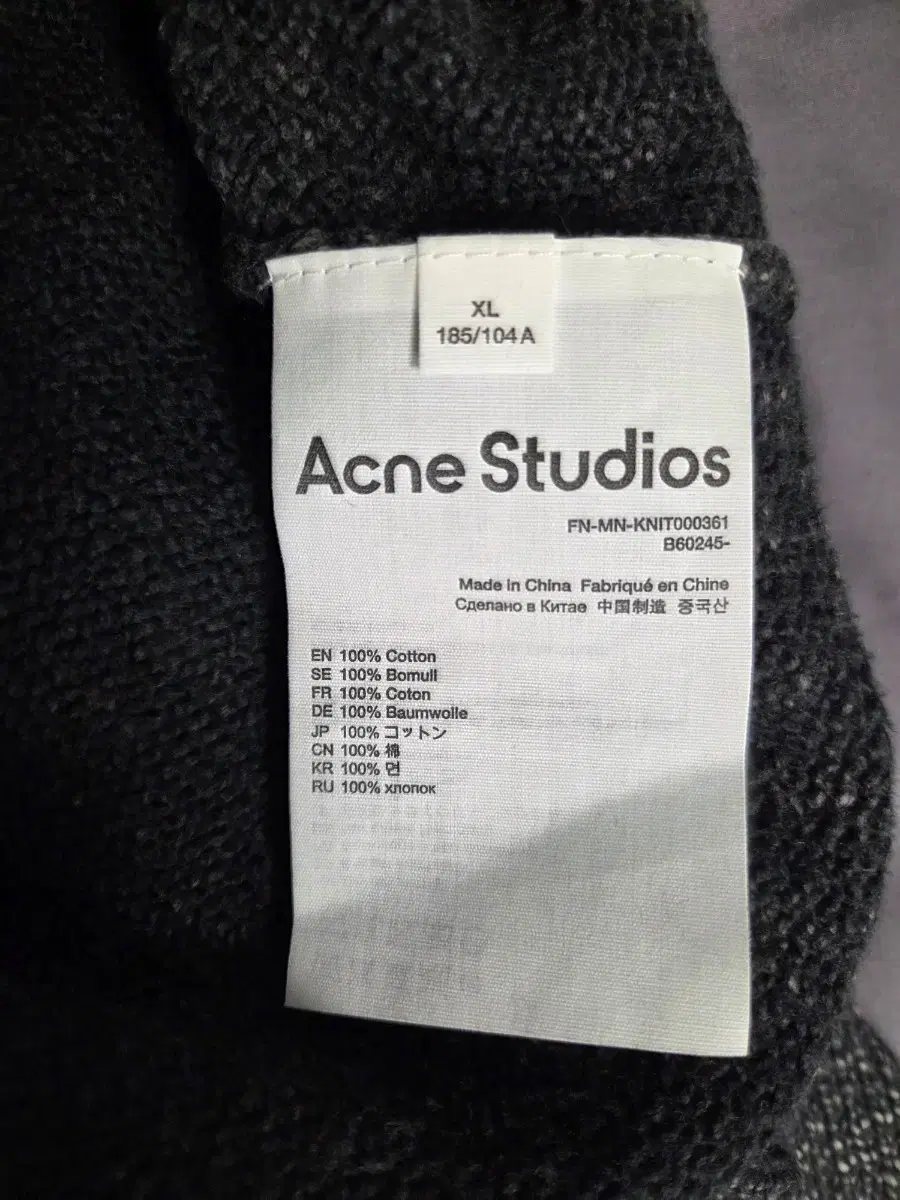 XL
185/104A
Acne Studios
FN-MN-KNIT000361
B60245-
Made in China Fabriqué en Chine
Сделано в Китае 中国制造 중국산
EN 100% Cotton
SE 100% Bomull
FR 100% Coton
DE 100% Baumwolle
JP 100% コットン
CN 100% 棉
KR 100% 면
RU 100% хлопок